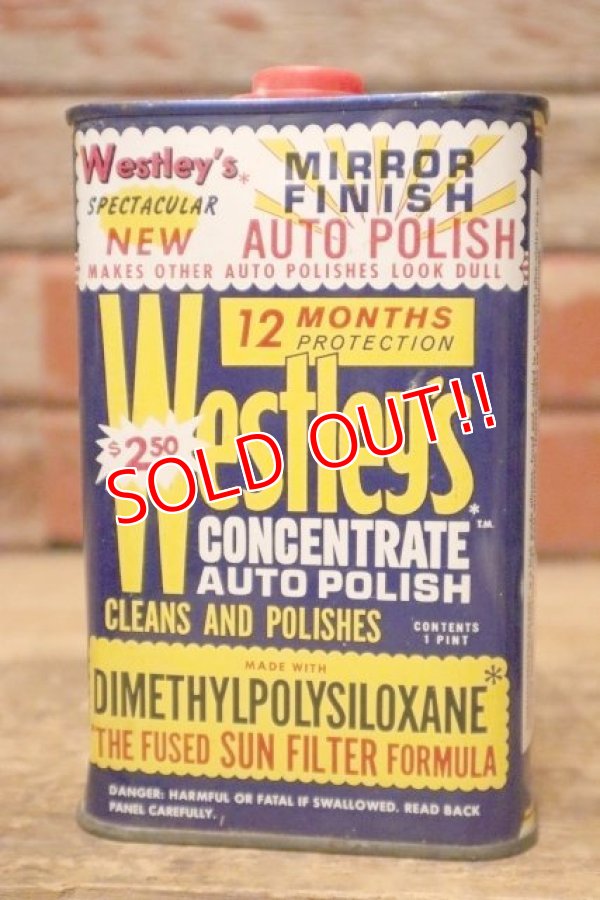 Westley's*
SPECTACULAR
NEW
MIRROR
FINISH
AUTO POLISH
MAKES OTHER AUTO POLISHES LOOK DULL
12 MONTHS
PROTECTION
Westley's*
T.M.
$2.50
SOLD OUT!!
CONCENTRATE
AUTO POLISH
CLEANS AND POLISHES
CONTENTS
1 PINT
MADE WITH
DIMETHYLPOLYSILOXANE*
*THE FUSED SUN FILTER FORMULA
DANGER: HARMFUL OR FATAL IF SWALLOWED. READ BACK
PANEL CAREFULLY.